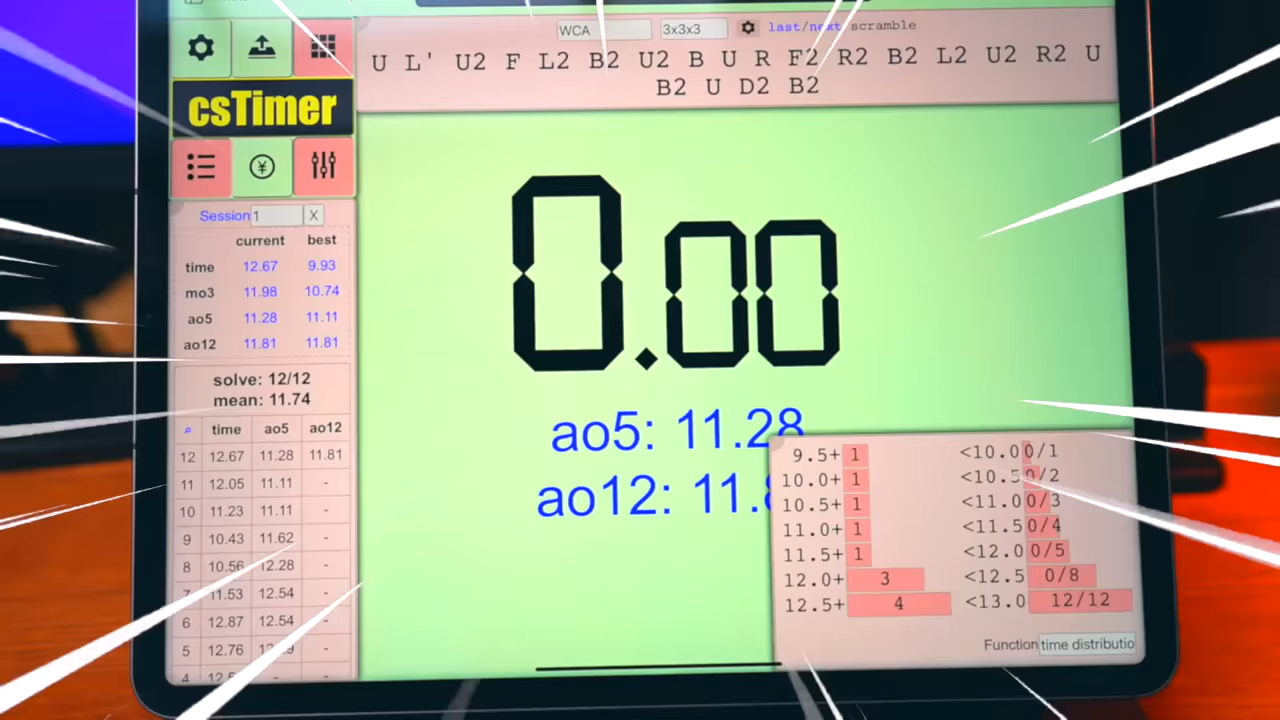 WCA 3x3x3 last/next scramble
U L' U2 F L2 B2 U2 B U R F2 R2 B2 L2 U2 R2 U
B2 U D2 B2
csTimer
Session 1 X
current best
time 12.67 9.93
mo3 11.98 10.74
ao5 11.28 11.11
ao12 11.81 11.81
solve: 12/12
mean: 11.74
time ao5 ao12
12 12.67 11.28 11.81
11 12.05 11.11 -
10 11.23 11.11 -
9 10.43 11.62 -
8 10.56 12.28 -
7 11.53 12.54 -
6 12.87 12.54 -
5 12.76 -
4
0.00
ao5: 11.28
ao12:
9.5+ 1 <10.0 0/1
10.0+ 1 <10.5 0/2
10.5+ 1 <11.0 0/3
11.0+ 1 <11.5 0/4
11.5+ 1 <12.0 0/5
12.0+ 3 <12.5 0/8
12.5+ 4 <13.0 12/12
Function time distributio